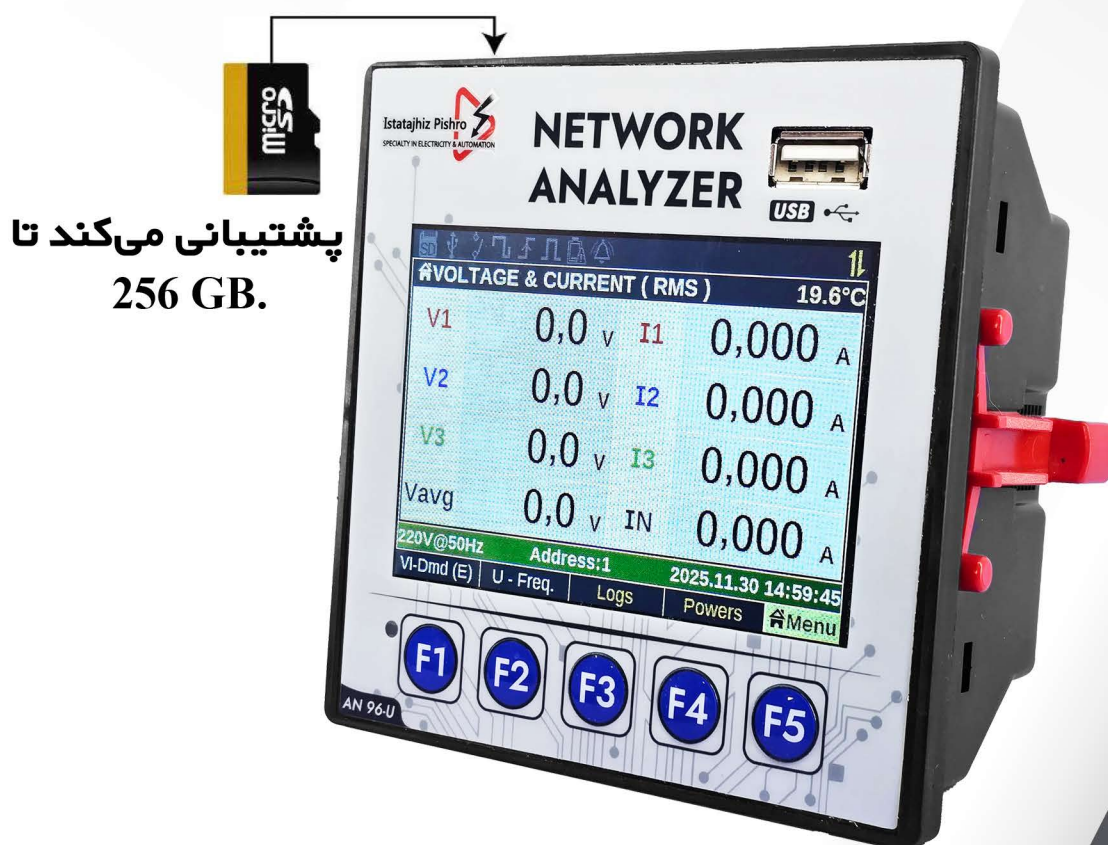 micro
SD
پشتیبانی می‌کند تا
256 GB.
Istatajhiz Pishro
SPECIALTY IN ELECTRICITY & AUTOMATION
NETWORK
ANALYZER
USB
SD
VOLTAGE & CURRENT ( RMS ) 19.6°C
V1 0,0 V I1 0,000 A
V2 0,0 V I2 0,000 A
V3 0,0 V I3 0,000 A
Vavg 0,0 V IN 0,000 A
220V@50Hz Address:1 2025.11.30 14:59:45
VI-Dmd (E) U - Freq. Logs Powers Menu
F1 F2 F3 F4 F5
AN 96-U